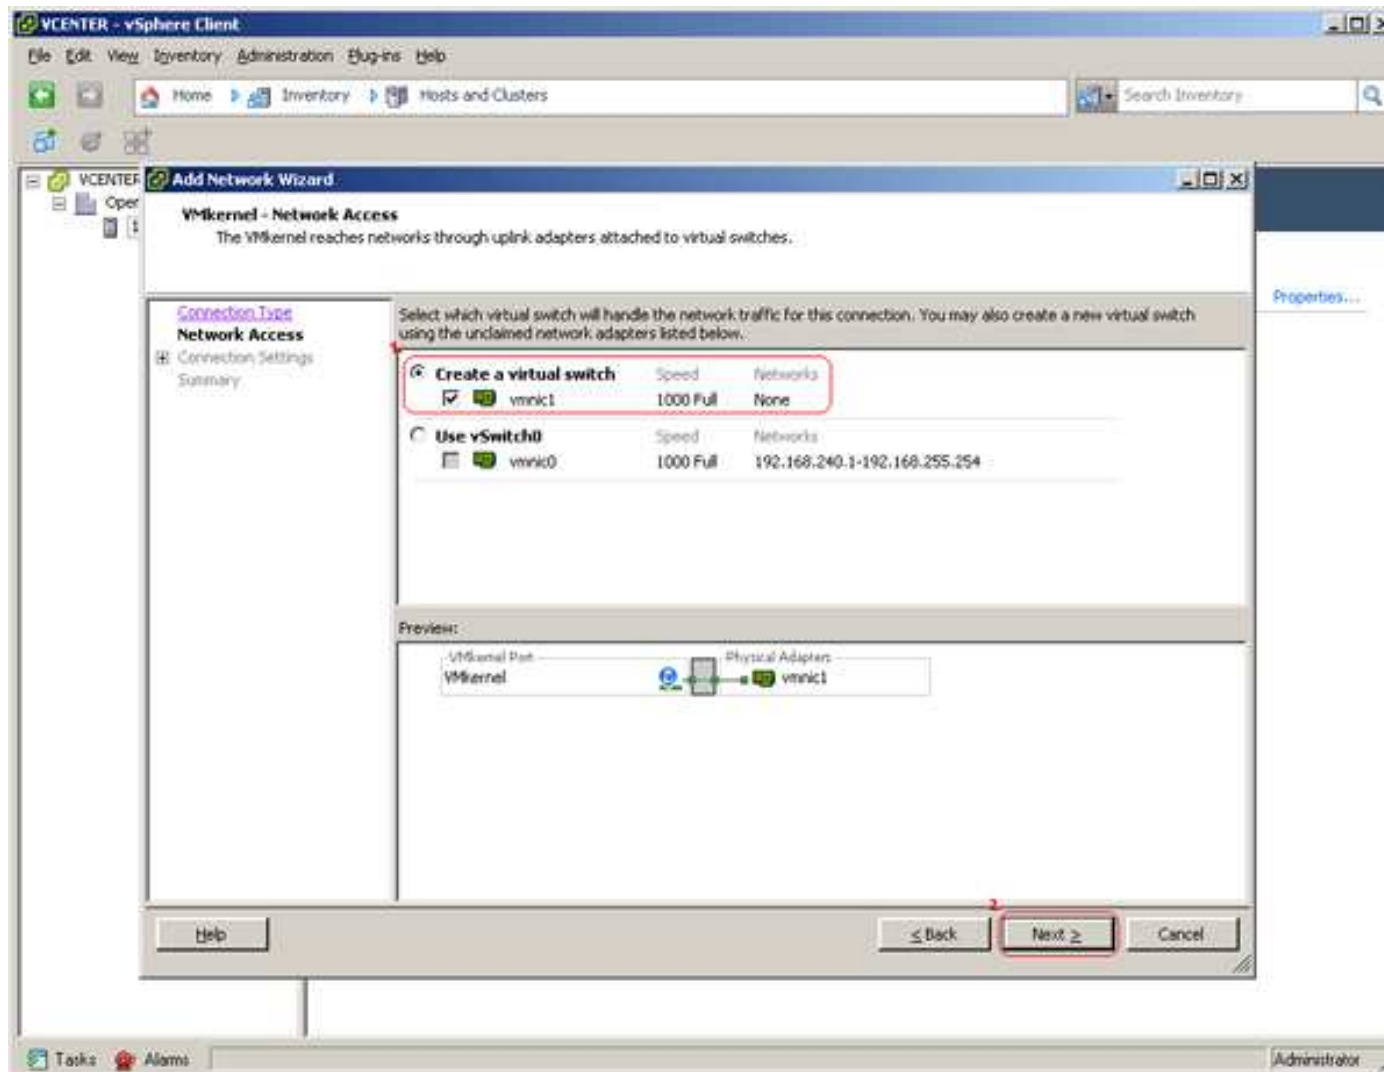 VCENTER - vSphere Client
File Edit View Inventory Administration Plug-ins Help
Home Inventory Hosts and Clusters
Search Inventory
VCENTER
Oper
1
Add Network Wizard
VMkernel - Network Access
The VMkernel reaches networks through uplink adapters attached to virtual switches.
Properties...
Connection Type
Network Access
Connection Settings
Summary
Select which virtual switch will handle the network traffic for this connection. You may also create a new virtual switch
using the unclaimed network adapters listed below.
Create a virtual switch Speed Networks
vmnic1 1000 Full None
Use vSwitch0 Speed Networks
vmnic0 1000 Full 192.168.240.1-192.168.255.254
Preview:
VMkernel Port Physical Adapters
VMkernel vmnic1
2
Help < Back Next > Cancel
Tasks Alarms Administrator